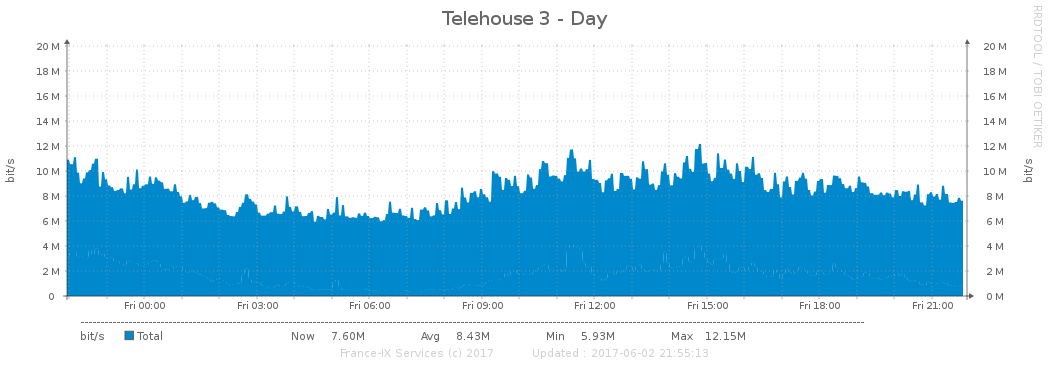 Telehouse 3 - Day
RRDTOOL / TOBI OETIKER
bit/s
bit/s
20 M 20 M
18 M 18 M
16 M 16 M
14 M 14 M
12 M 12 M
10 M 10 M
8 M 8 M
6 M 6 M
4 M 4 M
2 M 2 M
0 0 M
Fri 00:00 Fri 03:00 Fri 06:00 Fri 09:00 Fri 12:00 Fri 15:00 Fri 18:00 Fri 21:00
bit/s Total Now 7.60M Avg 8.43M Min 5.93M Max 12.15M
France-IX Services (c) 2017 Updated : 2017-06-02 21:55:13